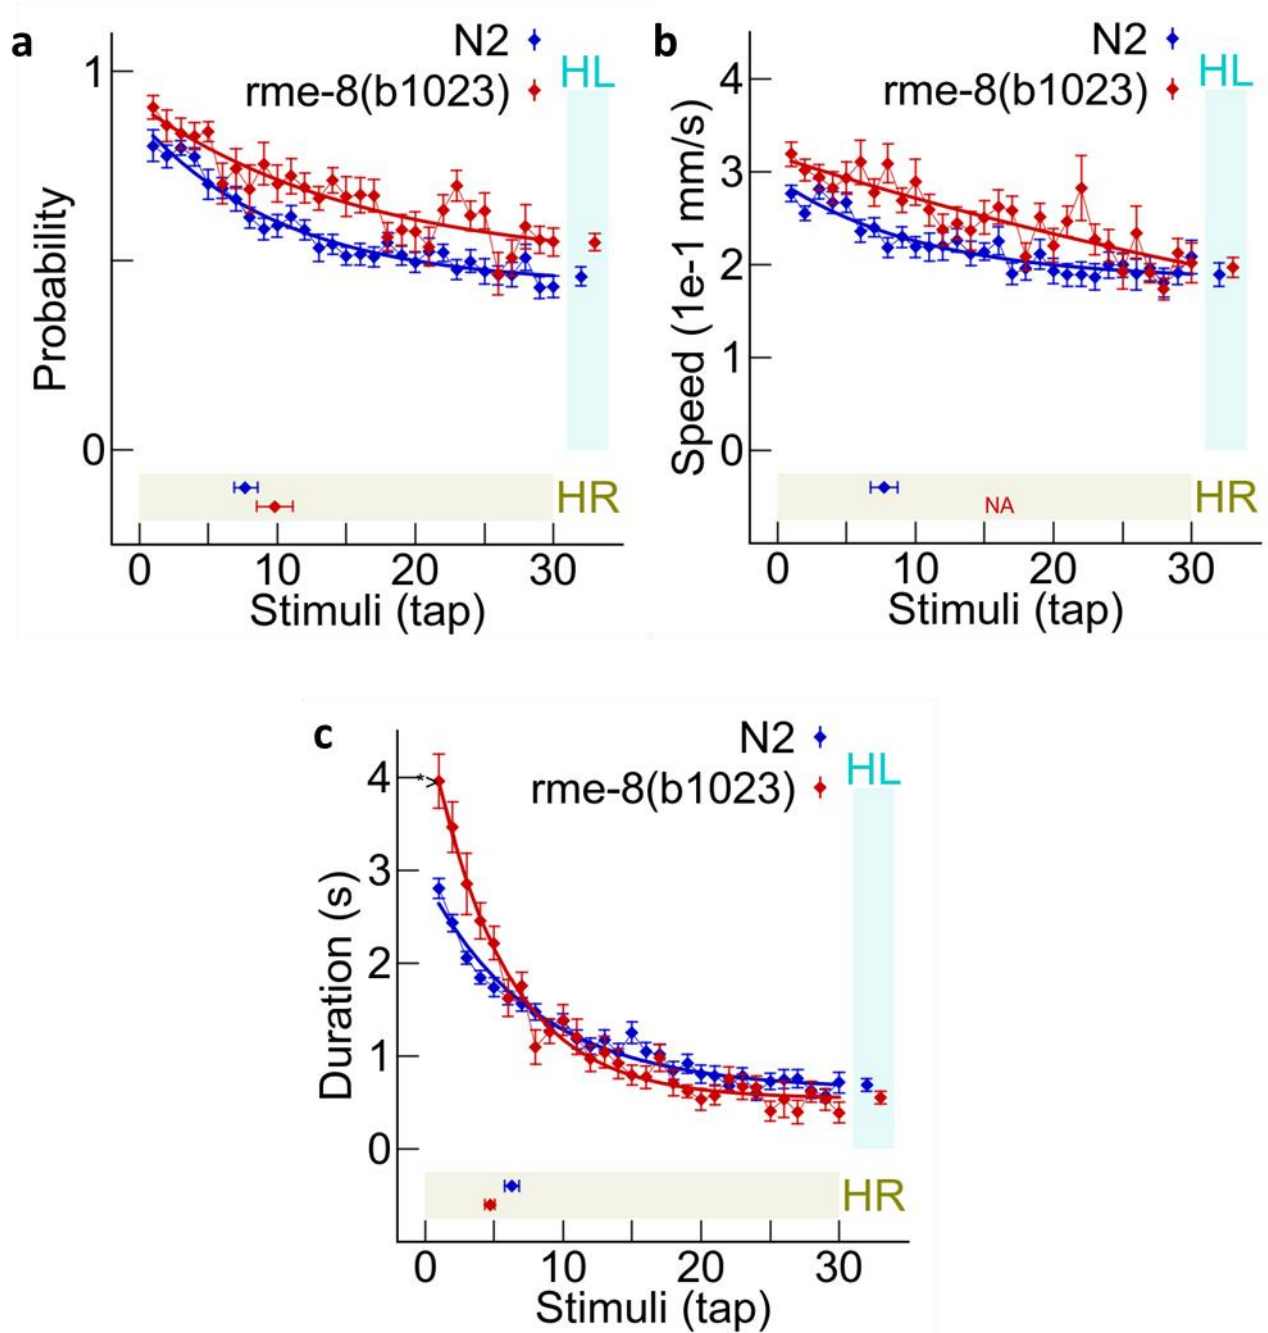 a
N2
rme-8(b1023)
HL
1
Probability
0
HR
0 10 20 30
Stimuli (tap)
b
N2
rme-8(b1023)
HL
4
3
2
1
0
Speed (1e-1 mm/s)
NA
HR
0 10 20 30
Stimuli (tap)
c
N2
rme-8(b1023)
HL
4 *
3
2
1
0
Duration (s)
HR
0 10 20 30
Stimuli (tap)